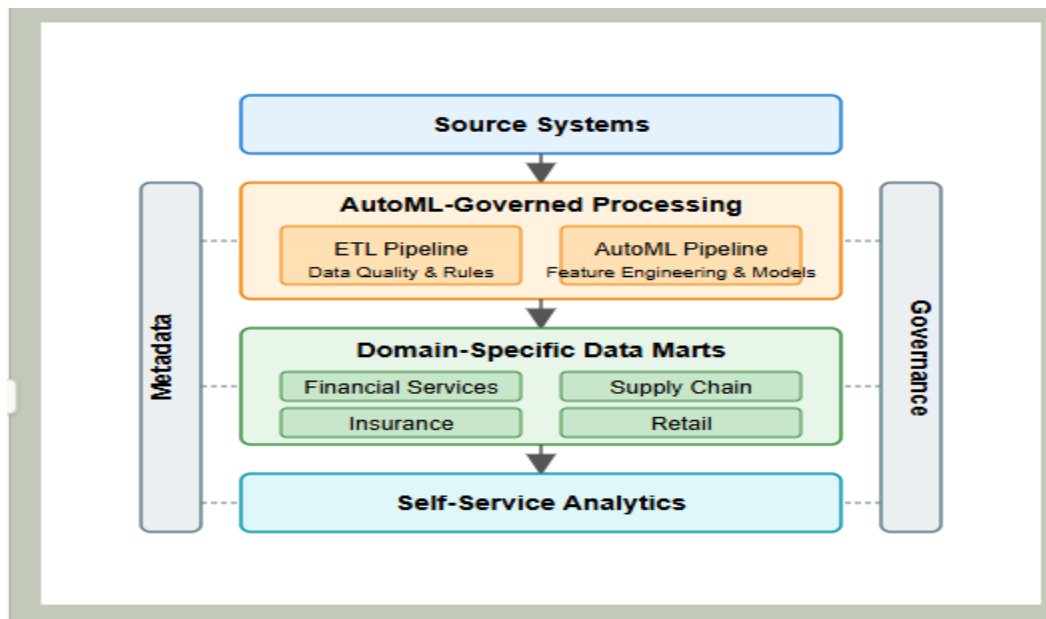 Source Systems
AutoML-Governed Processing
ETL Pipeline
Data Quality & Rules
AutoML Pipeline
Feature Engineering & Models
Domain-Specific Data Marts
Financial Services
Supply Chain
Insurance
Retail
Self-Service Analytics
Metadata
Governance